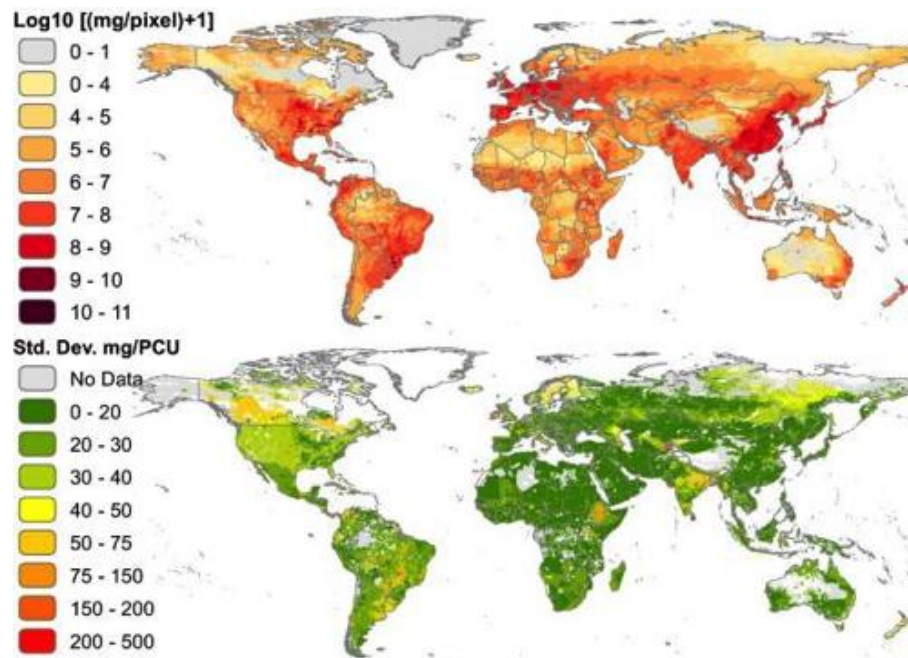 Log10 [(mg/pixel)+1]
0 - 1
0 - 4
4 - 5
5 - 6
6 - 7
7 - 8
8 - 9
9 - 10
10 - 11
Std. Dev. mg/PCU
No Data
0 - 20
20 - 30
30 - 40
40 - 50
50 - 75
75 - 150
150 - 200
200 - 500